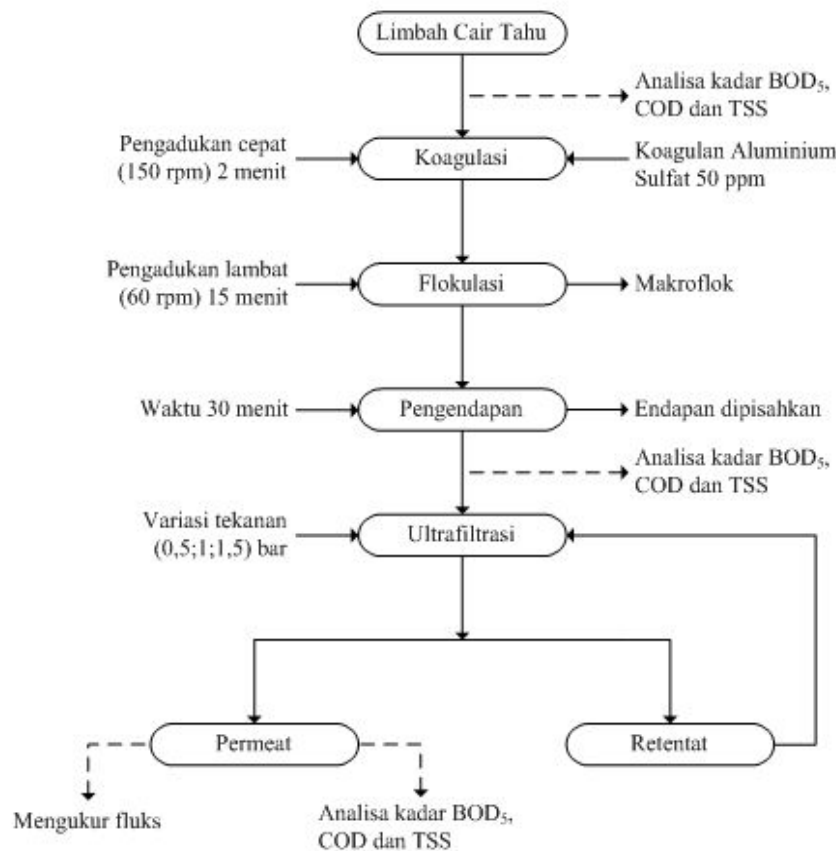 Limbah Cair Tahu
Analisa kadar BOD₅,
COD dan TSS
Pengadukan cepat
(150 rpm) 2 menit
Koagulasi
Koagulan Aluminium
Sulfat 50 ppm
Pengadukan lambat
(60 rpm) 15 menit
Flokulasi
Makroflok
Waktu 30 menit
Pengendapan
Endapan dipisahkan
Analisa kadar BOD₅,
COD dan TSS
Variasi tekanan
(0,5;1;1,5) bar
Ultrafiltrasi
Permeat
Retentat
Mengukur fluks
Analisa kadar BOD₅,
COD dan TSS